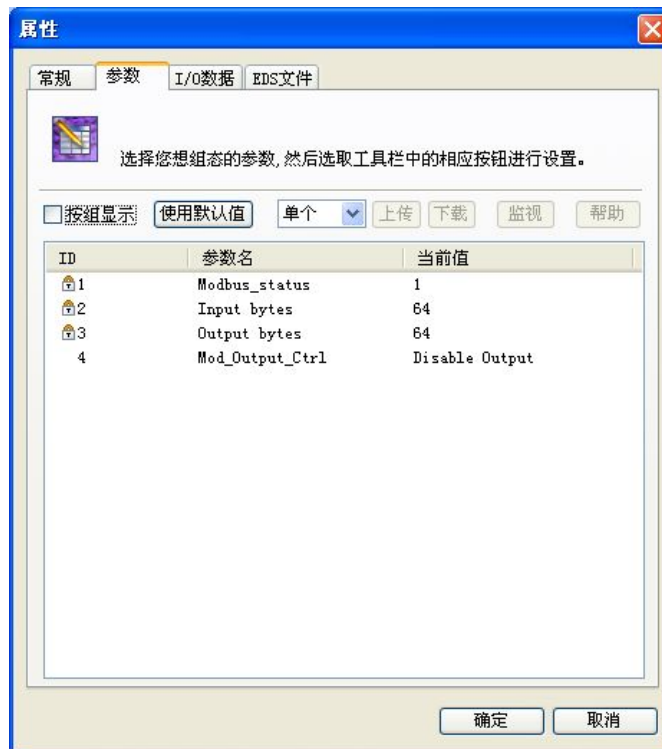 属性
常规 参数 I/O数据 EDS文件
选择您想组态的参数,然后选取工具栏中的相应按钮进行设置。
按组显示 使用默认值 单个 上传 下载 监视 帮助
ID 参数名 当前值
1 Modbus_status 1
2 Input bytes 64
3 Output bytes 64
4 Mod_Output_Ctrl Disable Output
确定 取消